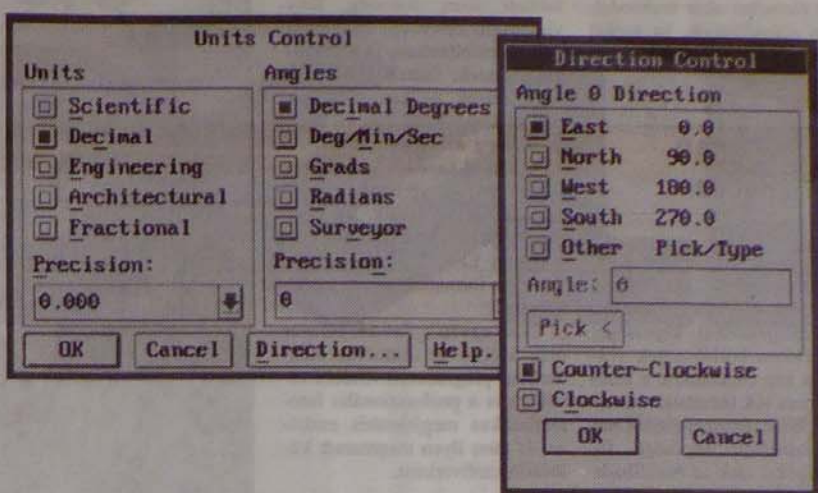 Units Control
Units
Scientific
Decimal
Engineering
Architectural
Fractional
Precision:
0.000
Angles
Decimal Degrees
Deg/Min/Sec
Grads
Radians
Surveyor
Precision:
0
OK Cancel Direction... Help.
Direction Control
Angle 0 Direction
East 0.0
North 90.0
West 180.0
South 270.0
Other Pick/Type
Angle: 0
Pick <
Counter-Clockwise
Clockwise
OK Cancel